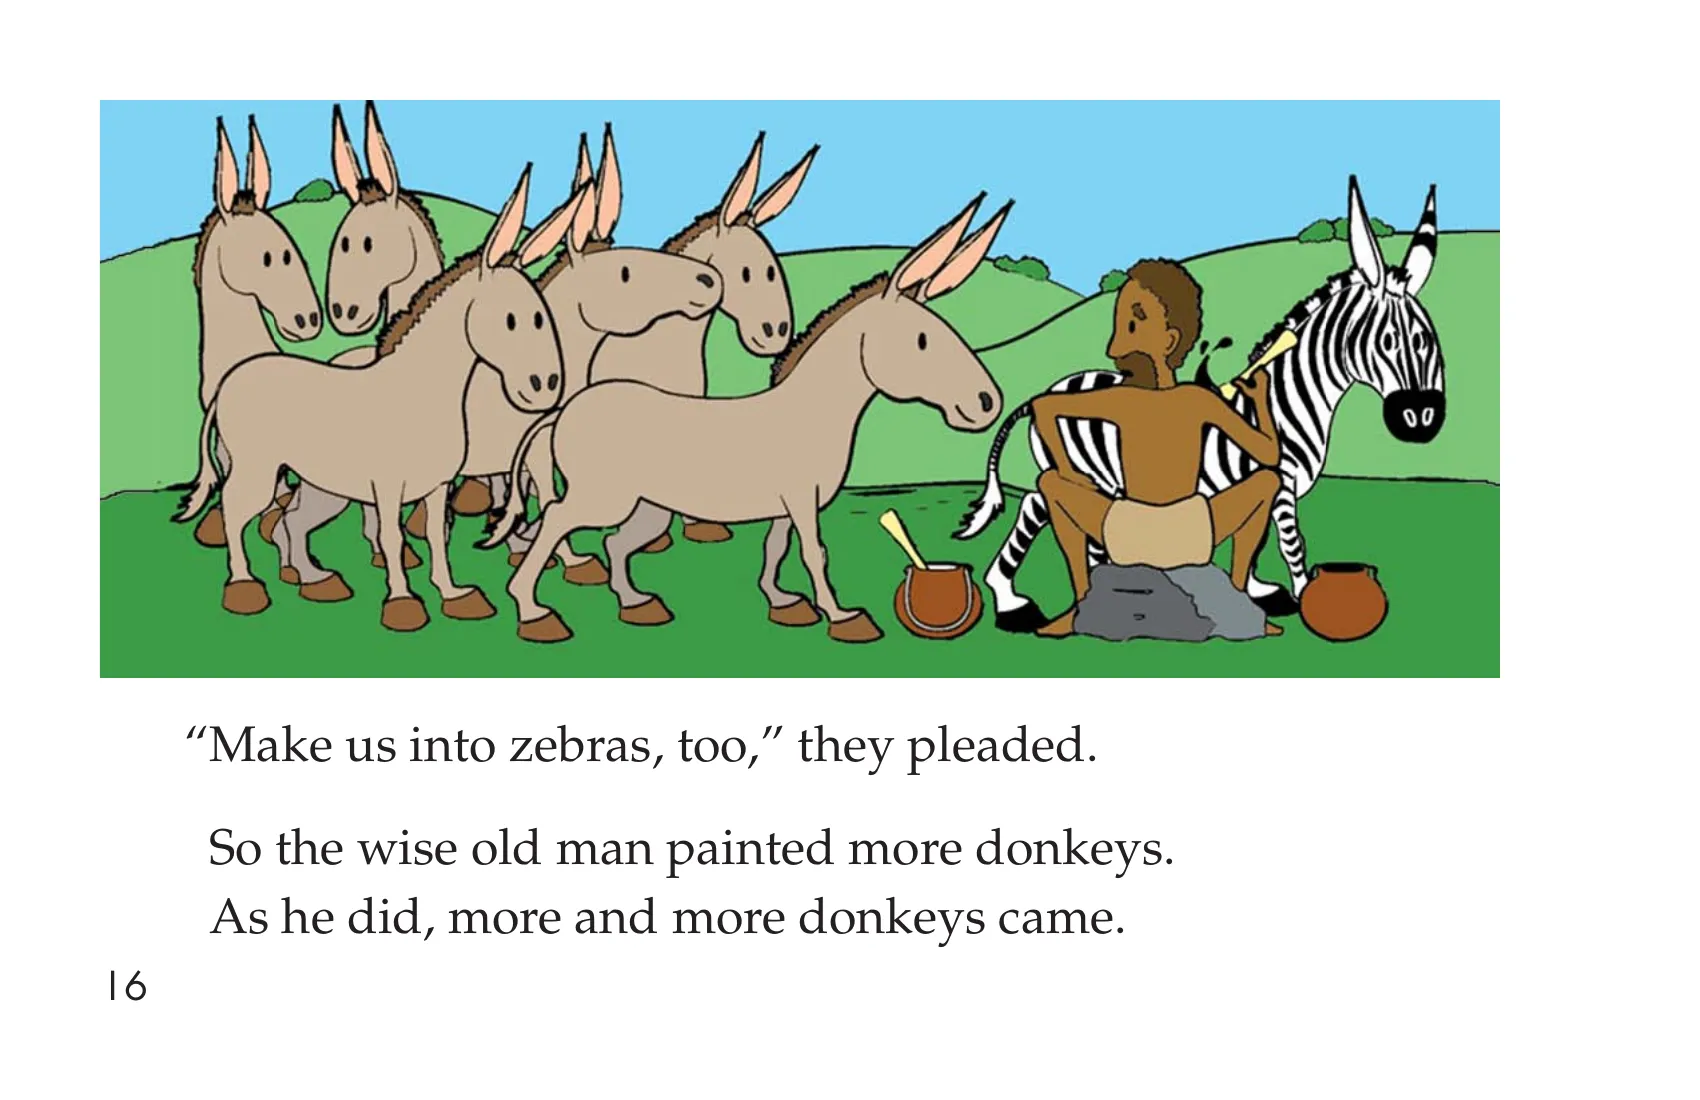 “Make us into zebras, too,” they pleaded.
So the wise old man painted more donkeys.
As he did, more and more donkeys came.
16